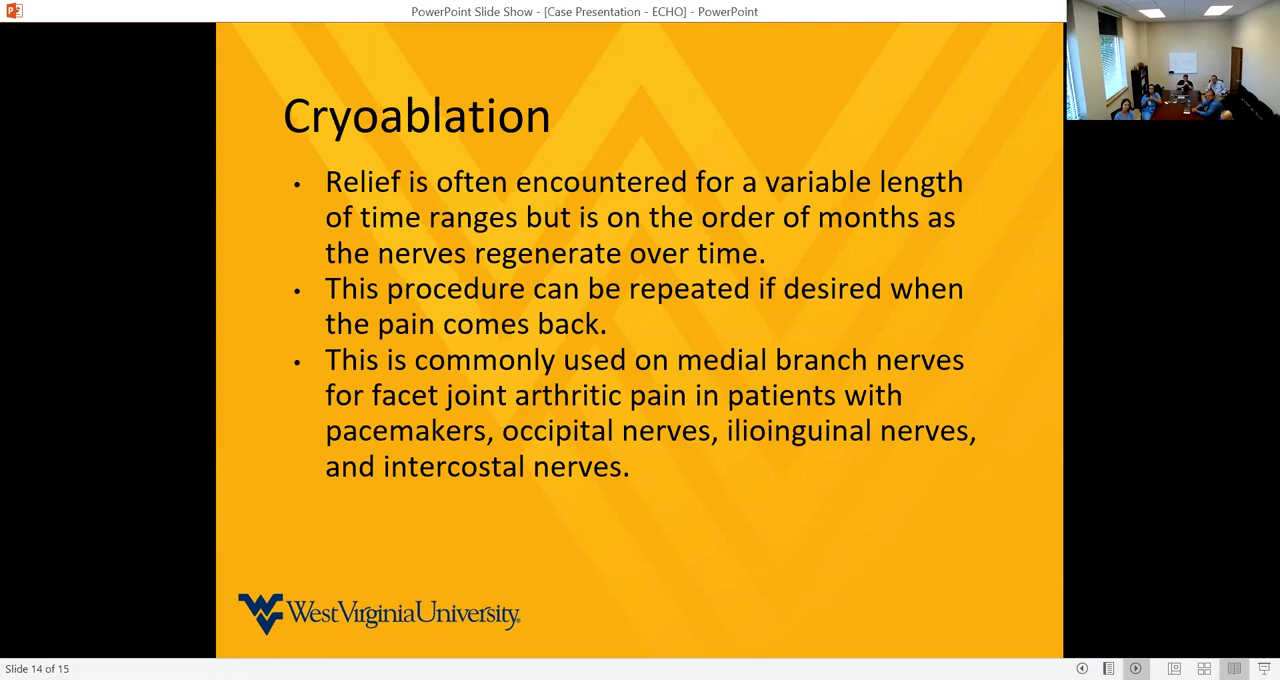 PowerPoint Slide Show - [Case Presentation - ECHO] - PowerPoint
Cryoablation
• Relief is often encountered for a variable length
of time ranges but is on the order of months as
the nerves regenerate over time.
• This procedure can be repeated if desired when
the pain comes back.
• This is commonly used on medial branch nerves
for facet joint arthritic pain in patients with
pacemakers, occipital nerves, ilioinguinal nerves,
and intercostal nerves.
WV WestVirginiaUniversity®
Slide 14 of 15